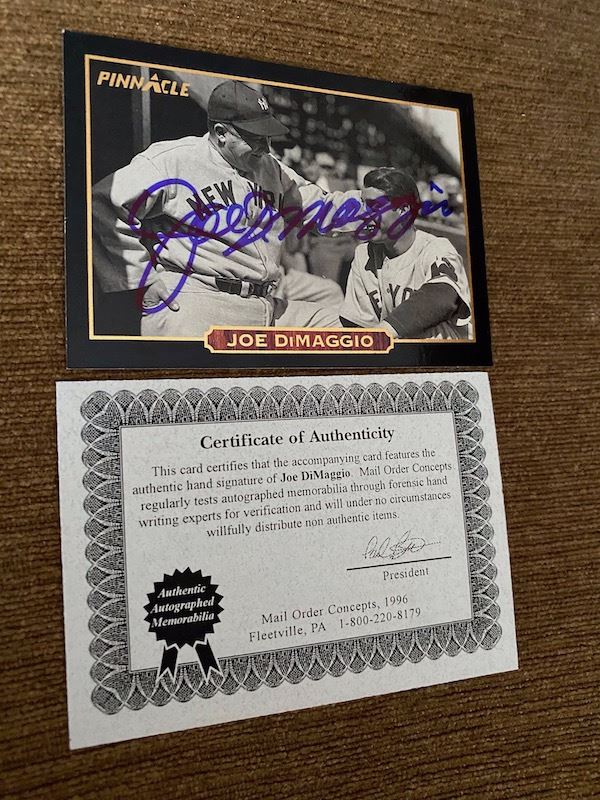 PINNACLE
NEW YORK
Joe DiMaggio
JOE DiMAGGIO
Certificate of Authenticity
This card certifies that the accompanying card features the
authentic hand signature of Joe DiMaggio. Mail Order Concepts
regularly tests autographed memorabilia through forensic hand
writing experts for verification and will under no circumstances
willfully distribute non authentic items.
President
Authentic
Autographed
Memorabilia
Mail Order Concepts, 1996
Fleetville, PA 1-800-220-8179